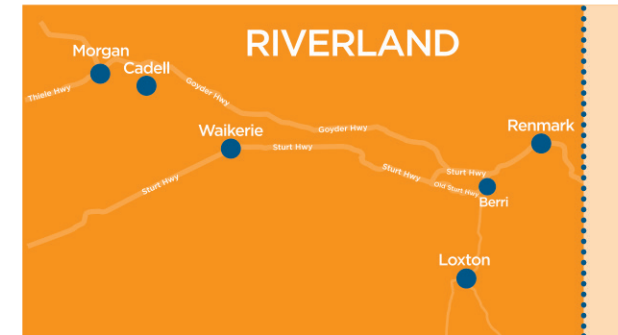 RIVERLAND
Morgan
Cadell
Thiele Hwy
Goyder Hwy
Waikerie
Goyder Hwy
Renmark
Sturt Hwy
Sturt Hwy
Sturt Hwy
Sturt Hwy
Old Sturt Hwy
Berri
Loxton